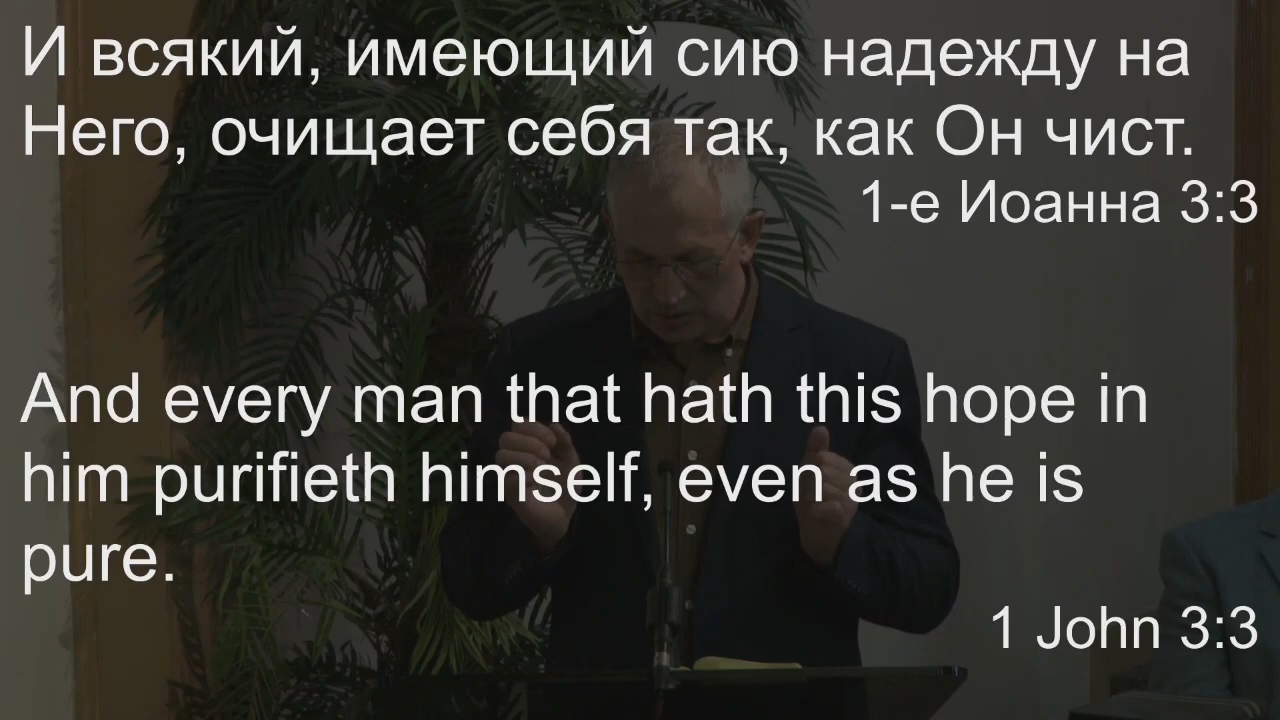 И всякий, имеющий сию надежду на
Него, очищает себя так, как Он чист.
1-е Иоанна 3:3
And every man that hath this hope in
him purifieth himself, even as he is
pure.
1 John 3:3